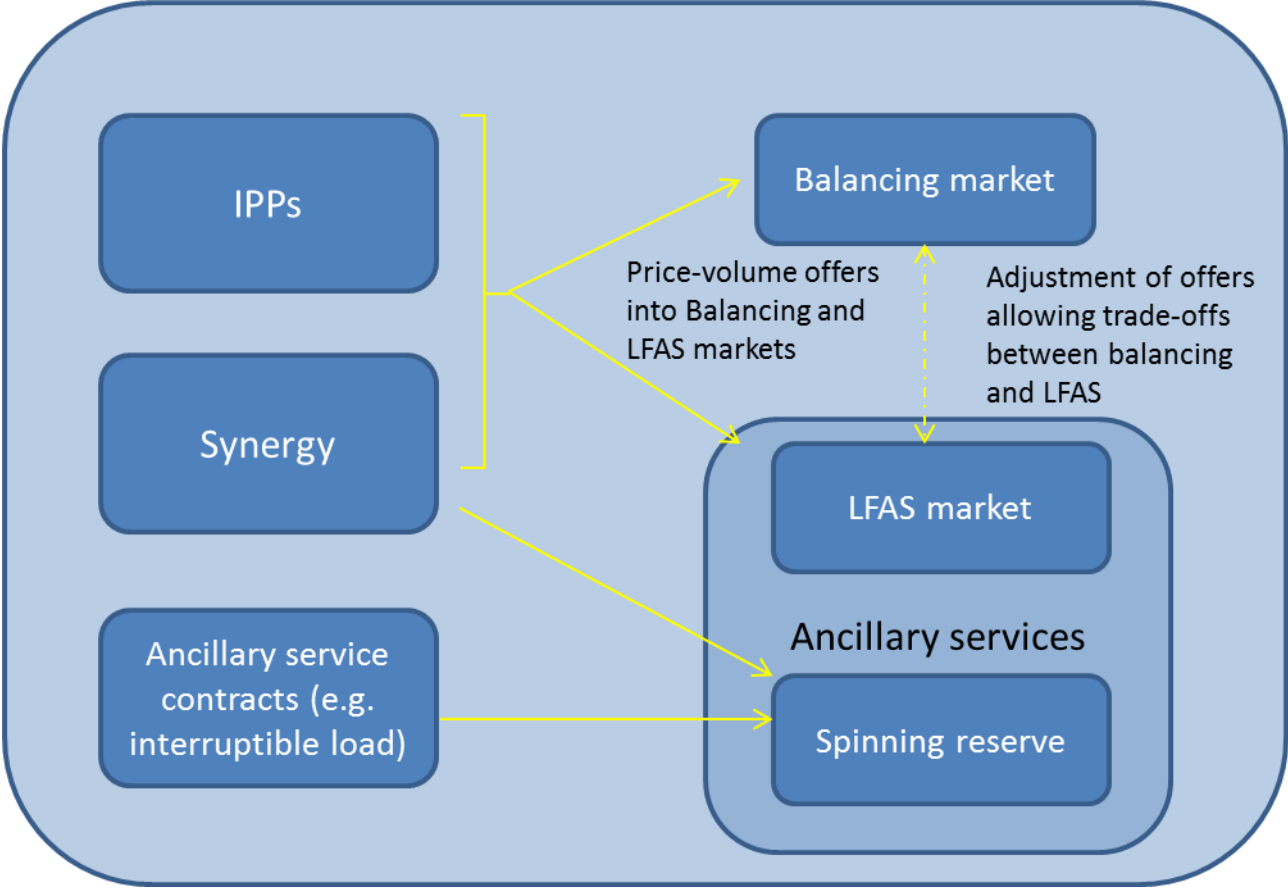 IPPs
Balancing market
Price-volume offers
into Balancing and
LFAS markets
Adjustment of offers
allowing trade-offs
between balancing
and LFAS
Synergy
LFAS market
Ancillary service
contracts (e.g.
interruptible load)
Ancillary services
Spinning reserve